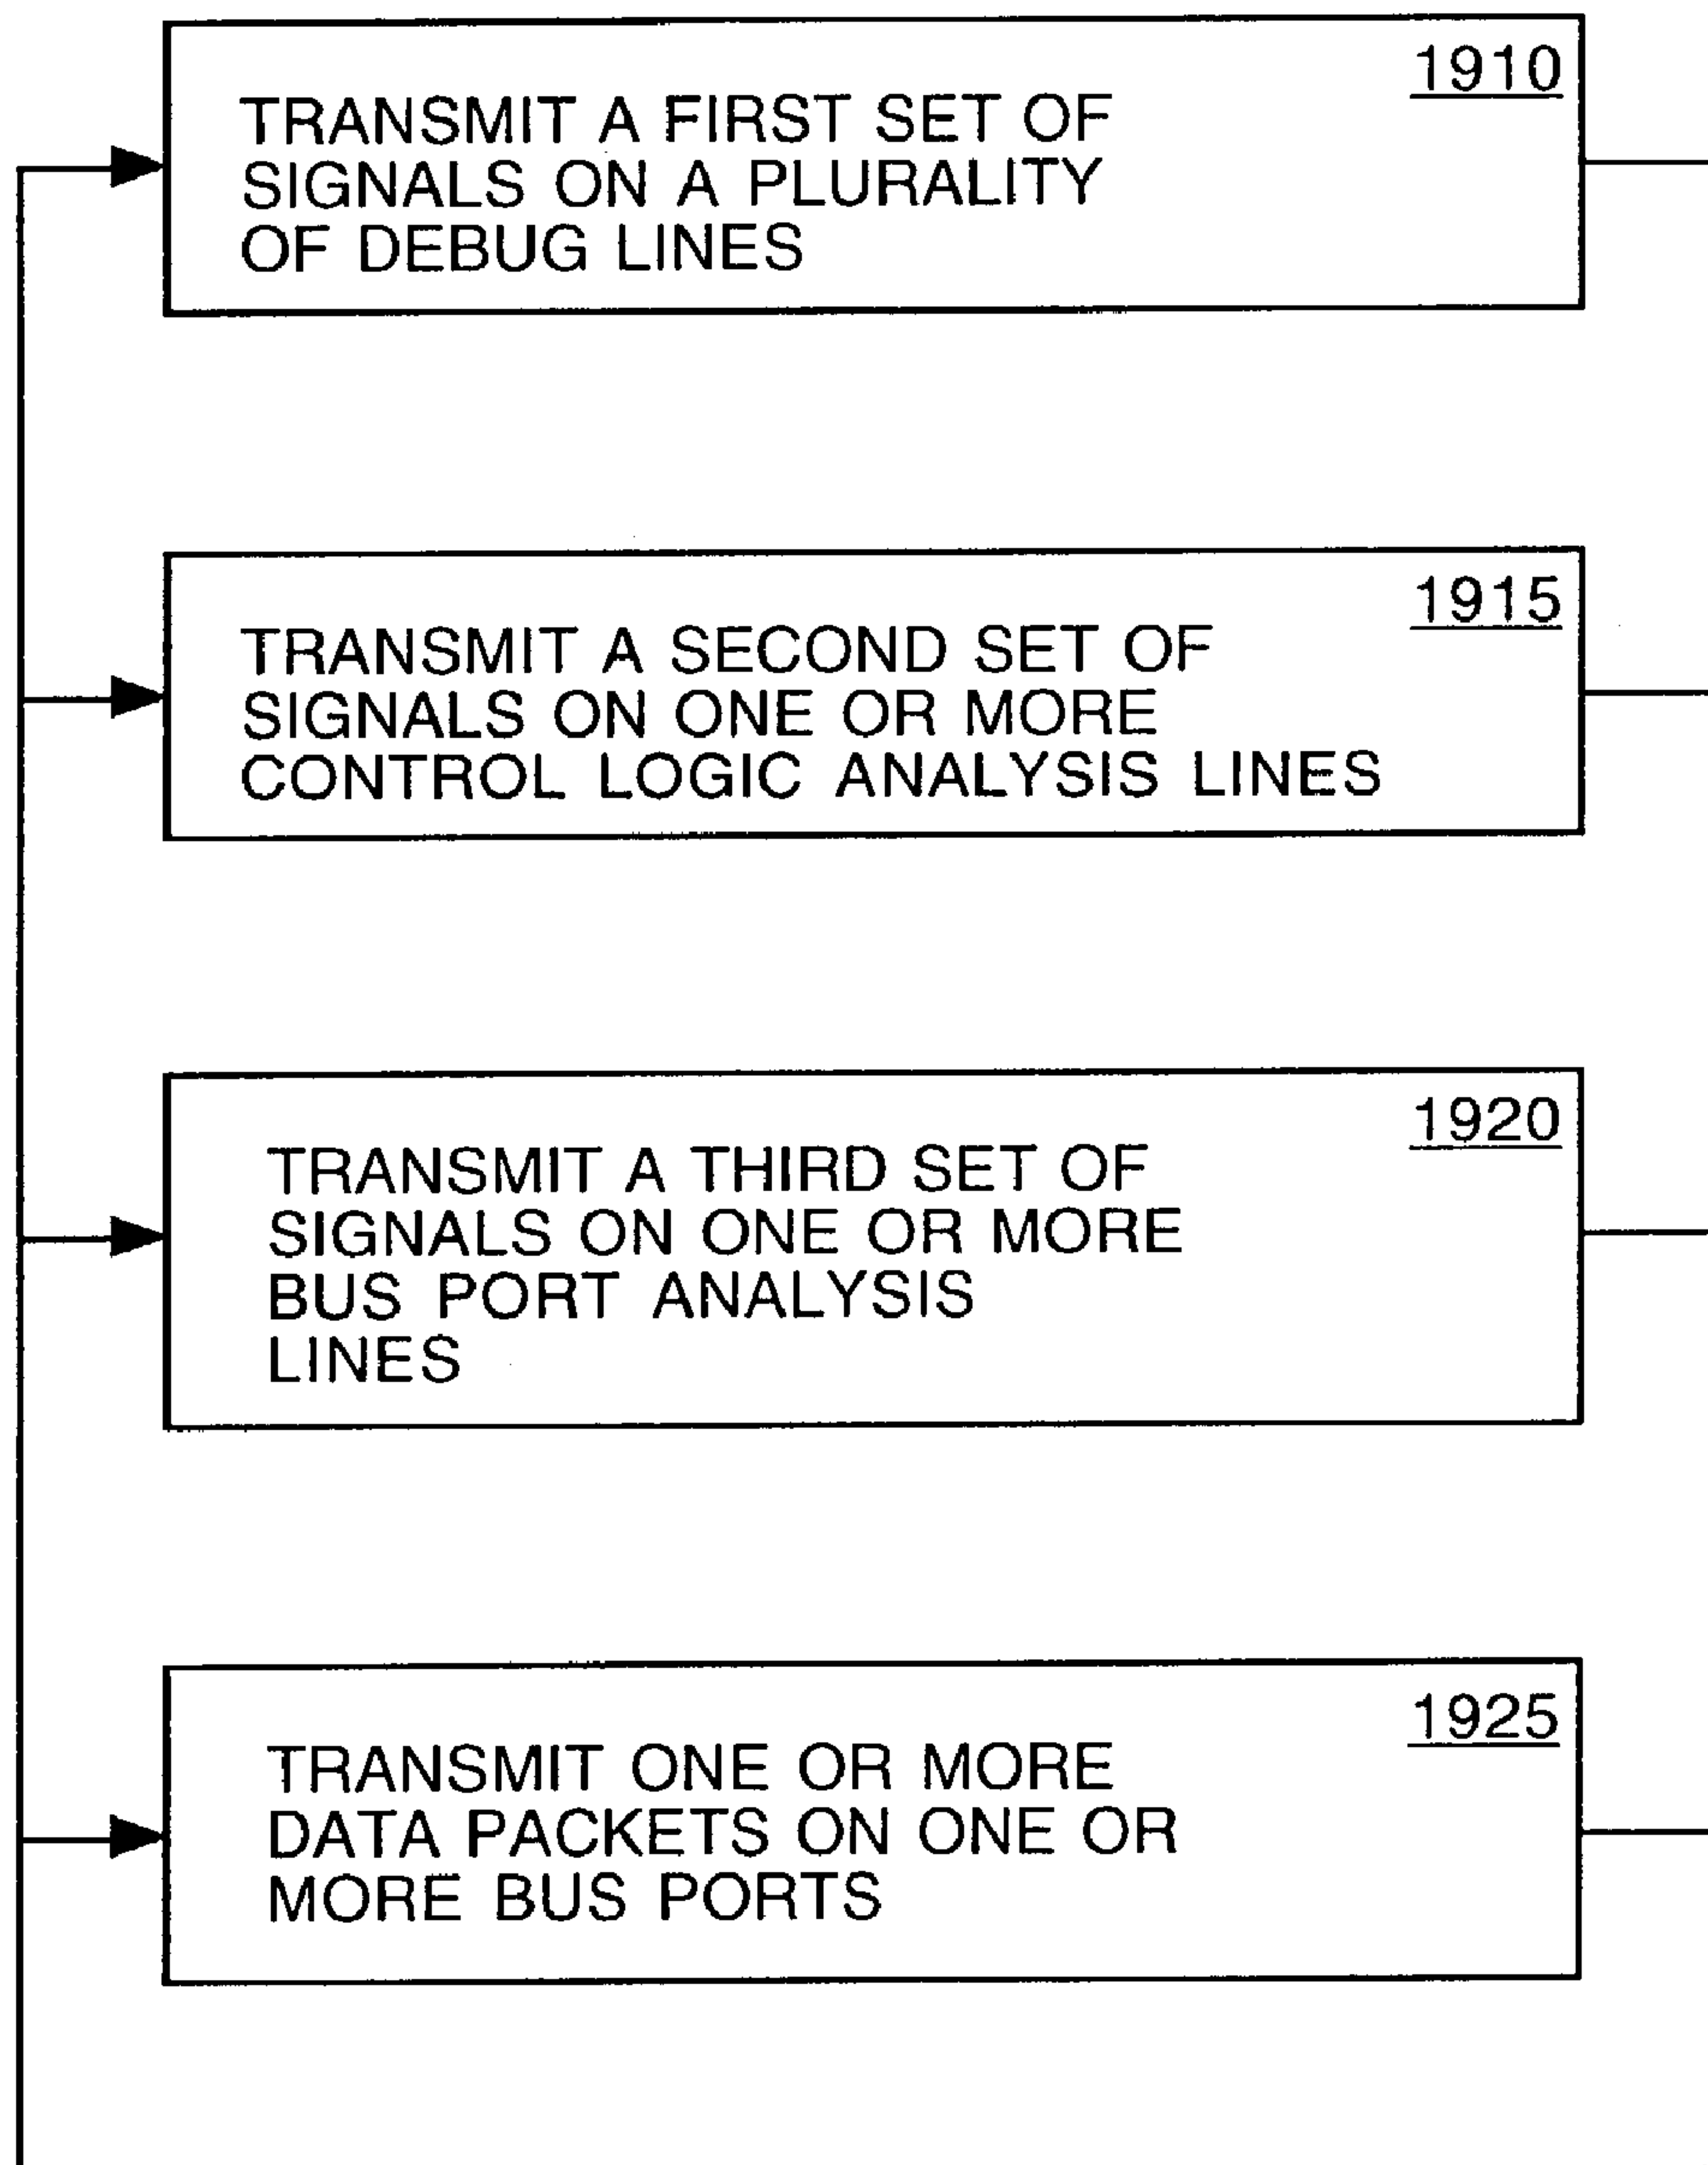 1910
TRANSMIT A FIRST SET OF
SIGNALS ON A PLURALITY
OF DEBUG LINES
1915
TRANSMIT A SECOND SET OF
SIGNALS ON ONE OR MORE
CONTROL LOGIC ANALYSIS LINES
1920
TRANSMIT A THIRD SET OF
SIGNALS ON ONE OR MORE
BUS PORT ANALYSIS
LINES
1925
TRANSMIT ONE OR MORE
DATA PACKETS ON ONE OR
MORE BUS PORTS